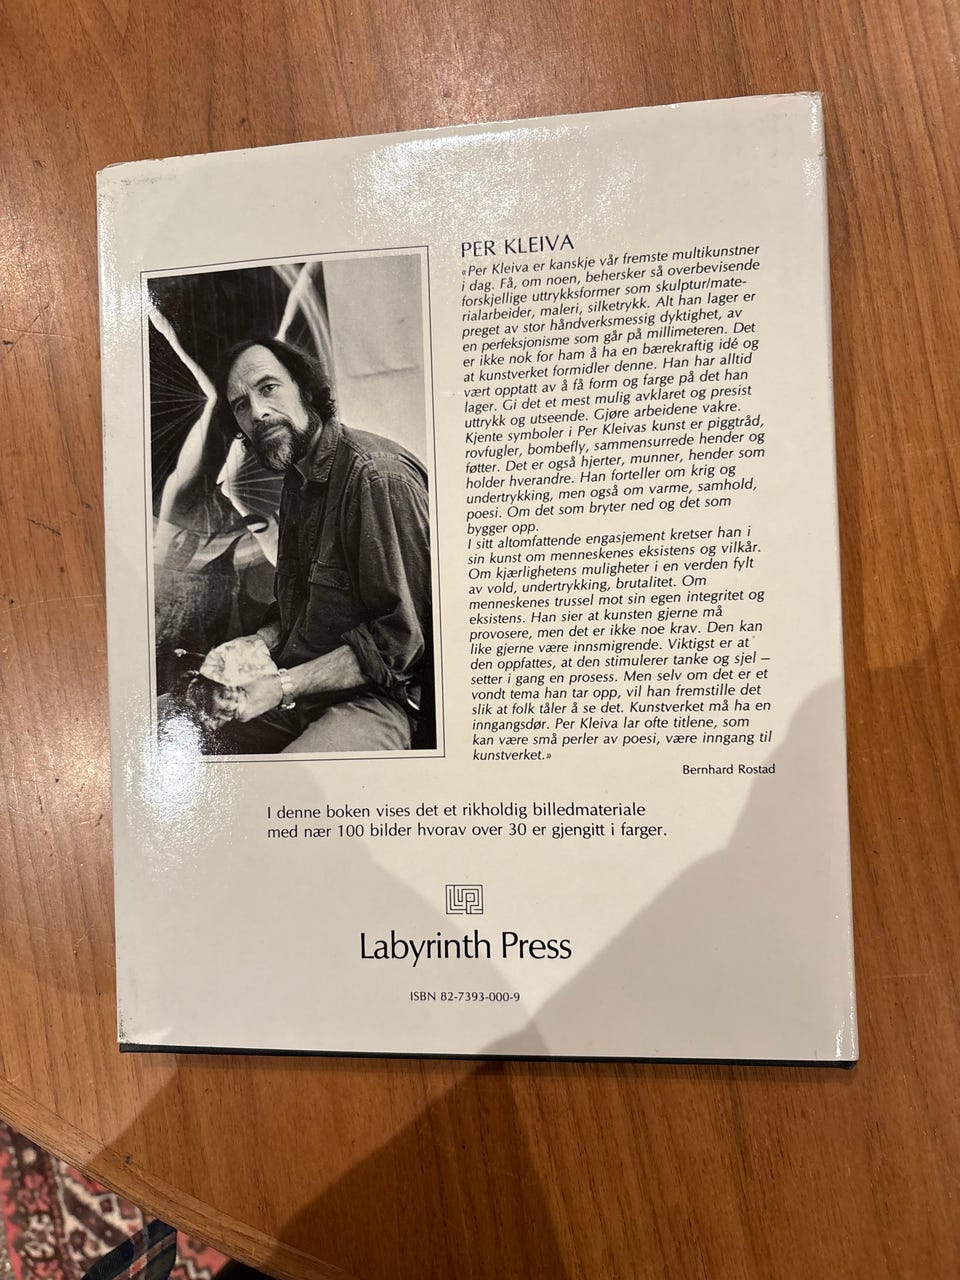 PER KLEIVA
«Per Kleiva er kanskje vår fremste multikunstner
i dag. Få, om noen, behersker så overbevisende
forskjellige uttrykksformer som skulptur/mate-
rialarbeider, maleri, silketrykk. Alt han lager er
preget av stor håndverksmessig dyktighet, av
en perfeksjonisme som går på millimeteren. Det
er ikke nok for ham å ha en bærekraftig idé og
at kunstverket formidler denne. Han har alltid
vært opptatt av å få form og farge på det han
lager. Gi det et mest mulig avklaret og presist
uttrykk og utseende. Gjøre arbeidene vakre.
Kjente symboler i Per Kleivas kunst er piggtråd,
rovfugler, bombefly, sammensurrede hender og
føtter. Det er også hjerter, munner, hender som
holder hverandre. Han forteller om krig og
undertrykking, men også om varme, samhold,
poesi. Om det som bryter ned og det som
bygger opp.
I sitt altomfattende engasjement kretser han i
sin kunst om menneskenes eksistens og vilkår.
Om kjærlighetens muligheter i en verden fylt
av vold, undertrykking, brutalitet. Om
menneskenes trussel mot sin egen integritet og
eksistens. Han sier at kunsten gjerne må
provosere, men det er ikke noe krav. Den kan
like gjerne være innsmigrende. Viktigst er at
den oppfattes, at den stimulerer tanke og sjel –
setter i gang en prosess. Men selv om det er et
vondt tema han tar opp, vil han fremstille det
slik at folk tåler å se det. Kunstverket må ha en
inngangsdør. Per Kleiva lar ofte titlene, som
kan være små perler av poesi, være inngang til
kunstverket.»
Bernhard Rostad
I denne boken vises det et rikholdig billedmateriale
med nær 100 bilder hvorav over 30 er gjengitt i farger.
Labyrinth Press
ISBN 82-7393-000-9